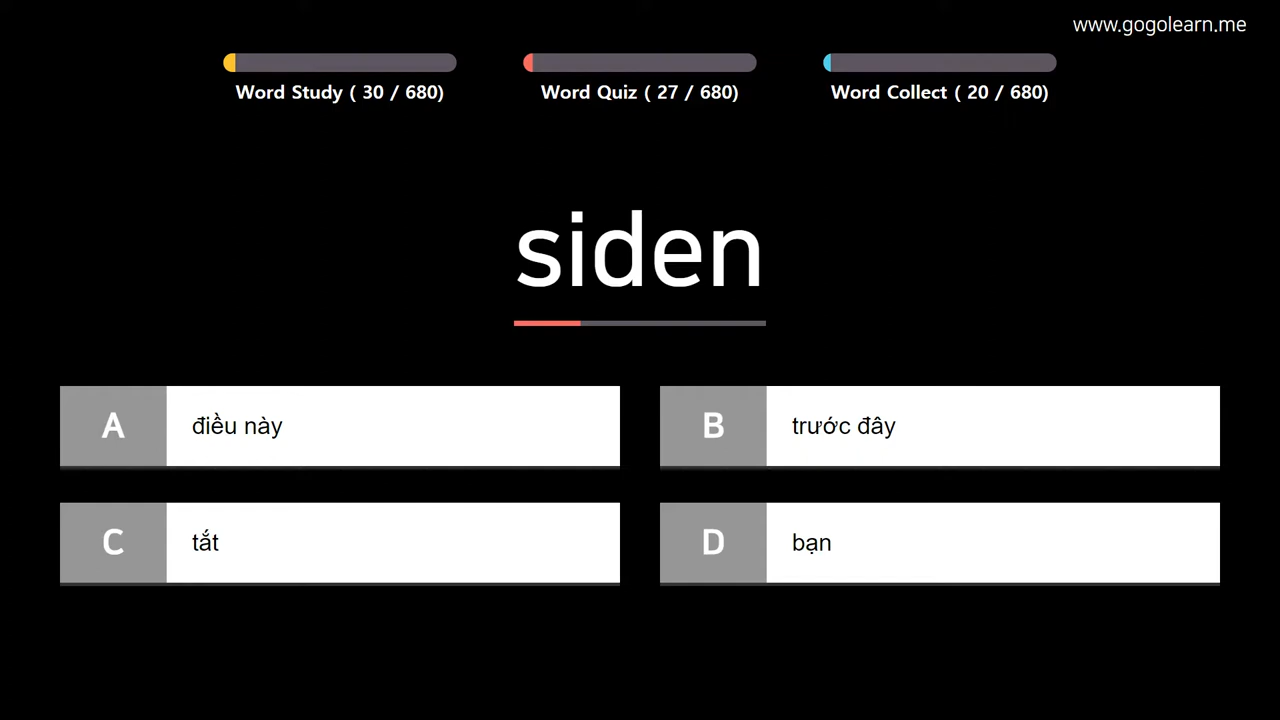 www.gogolearn.me
Word Study ( 30 / 680)
Word Quiz ( 27 / 680)
Word Collect ( 20 / 680)
siden
A điều này
B trước đây
C tắt
D bạn